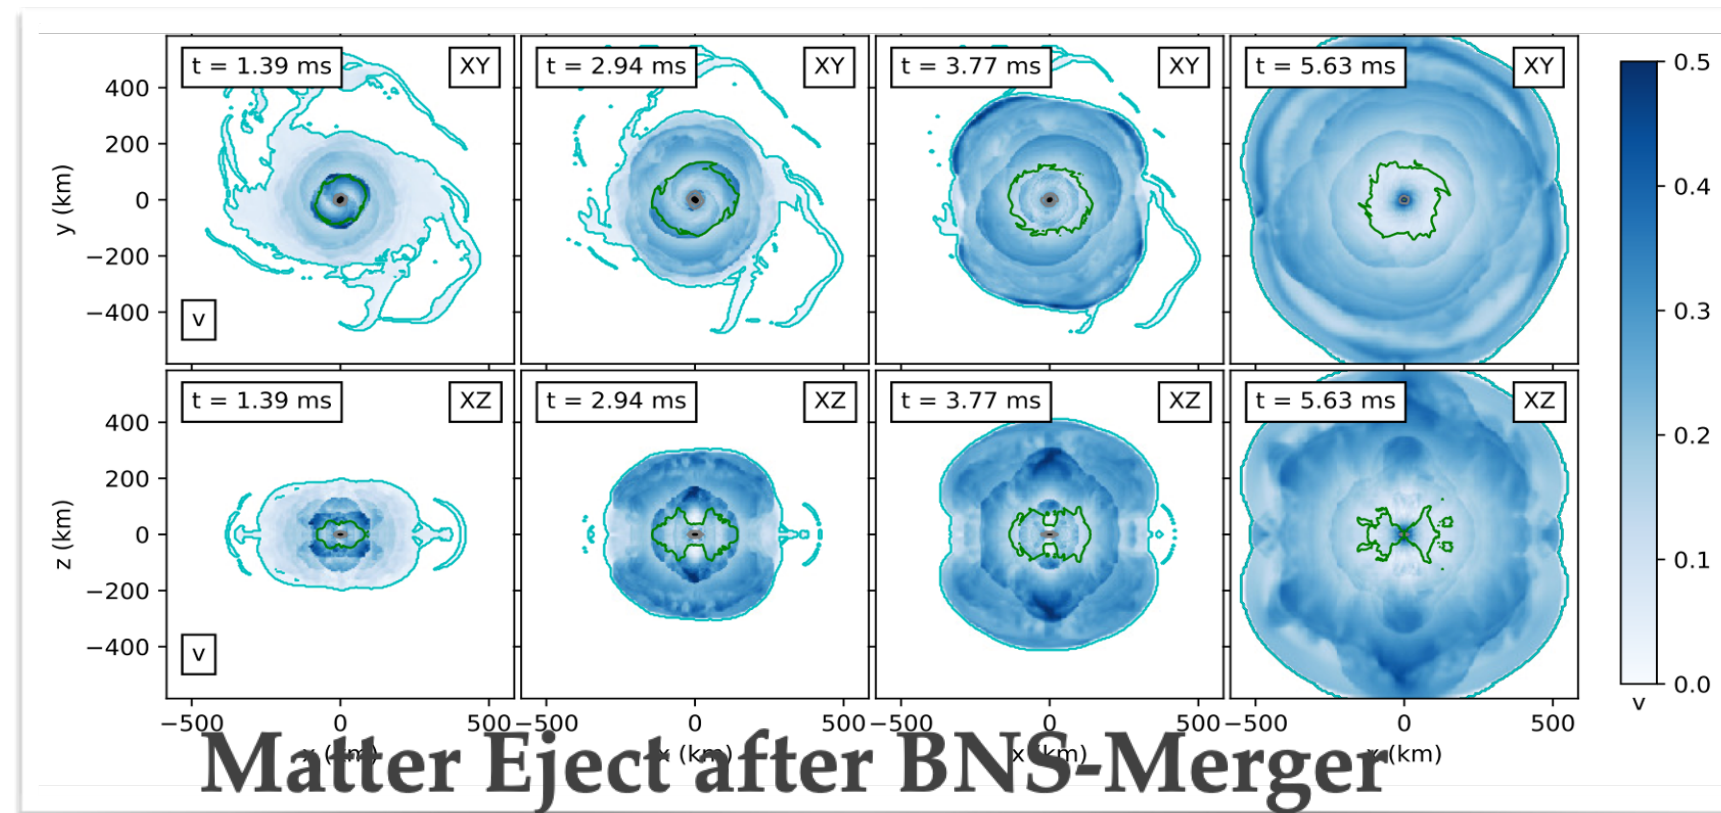 t = 1.39 ms XY t = 2.94 ms XY t = 3.77 ms XY t = 5.63 ms XY
0.5
400
200
0
−200
−400
y (km)
v
0.4
0.3
t = 1.39 ms XZ t = 2.94 ms XZ t = 3.77 ms XZ t = 5.63 ms XZ
400
200
0
−200
−400
z (km)
v
0.2
0.1
0.0
v
−500 0 500 −500 0 500 −500 0 500 −500 0 500
x (km) x (km) x (km) x (km)
Matter Eject after BNS-Merger